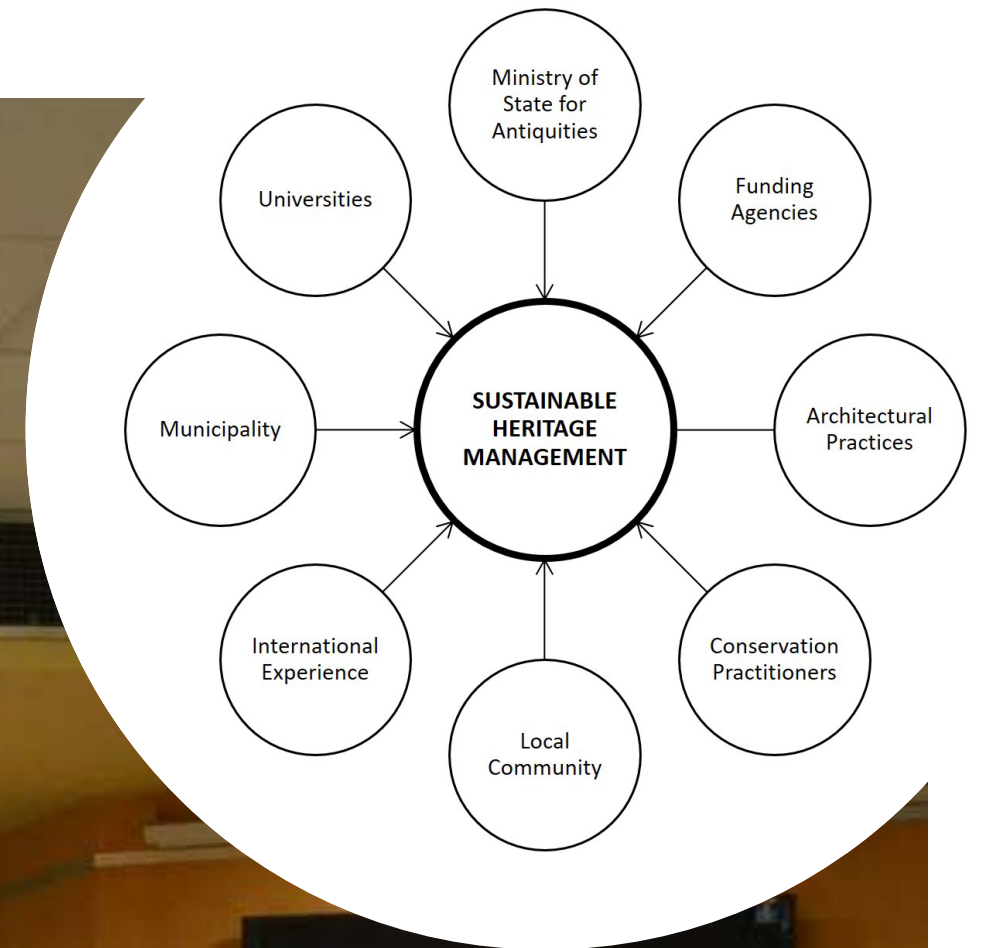 Ministry of
State for
Antiquities
Universities
Funding
Agencies
SUSTAINABLE
HERITAGE
MANAGEMENT
Municipality
Architectural
Practices
International
Experience
Conservation
Practitioners
Local
Community